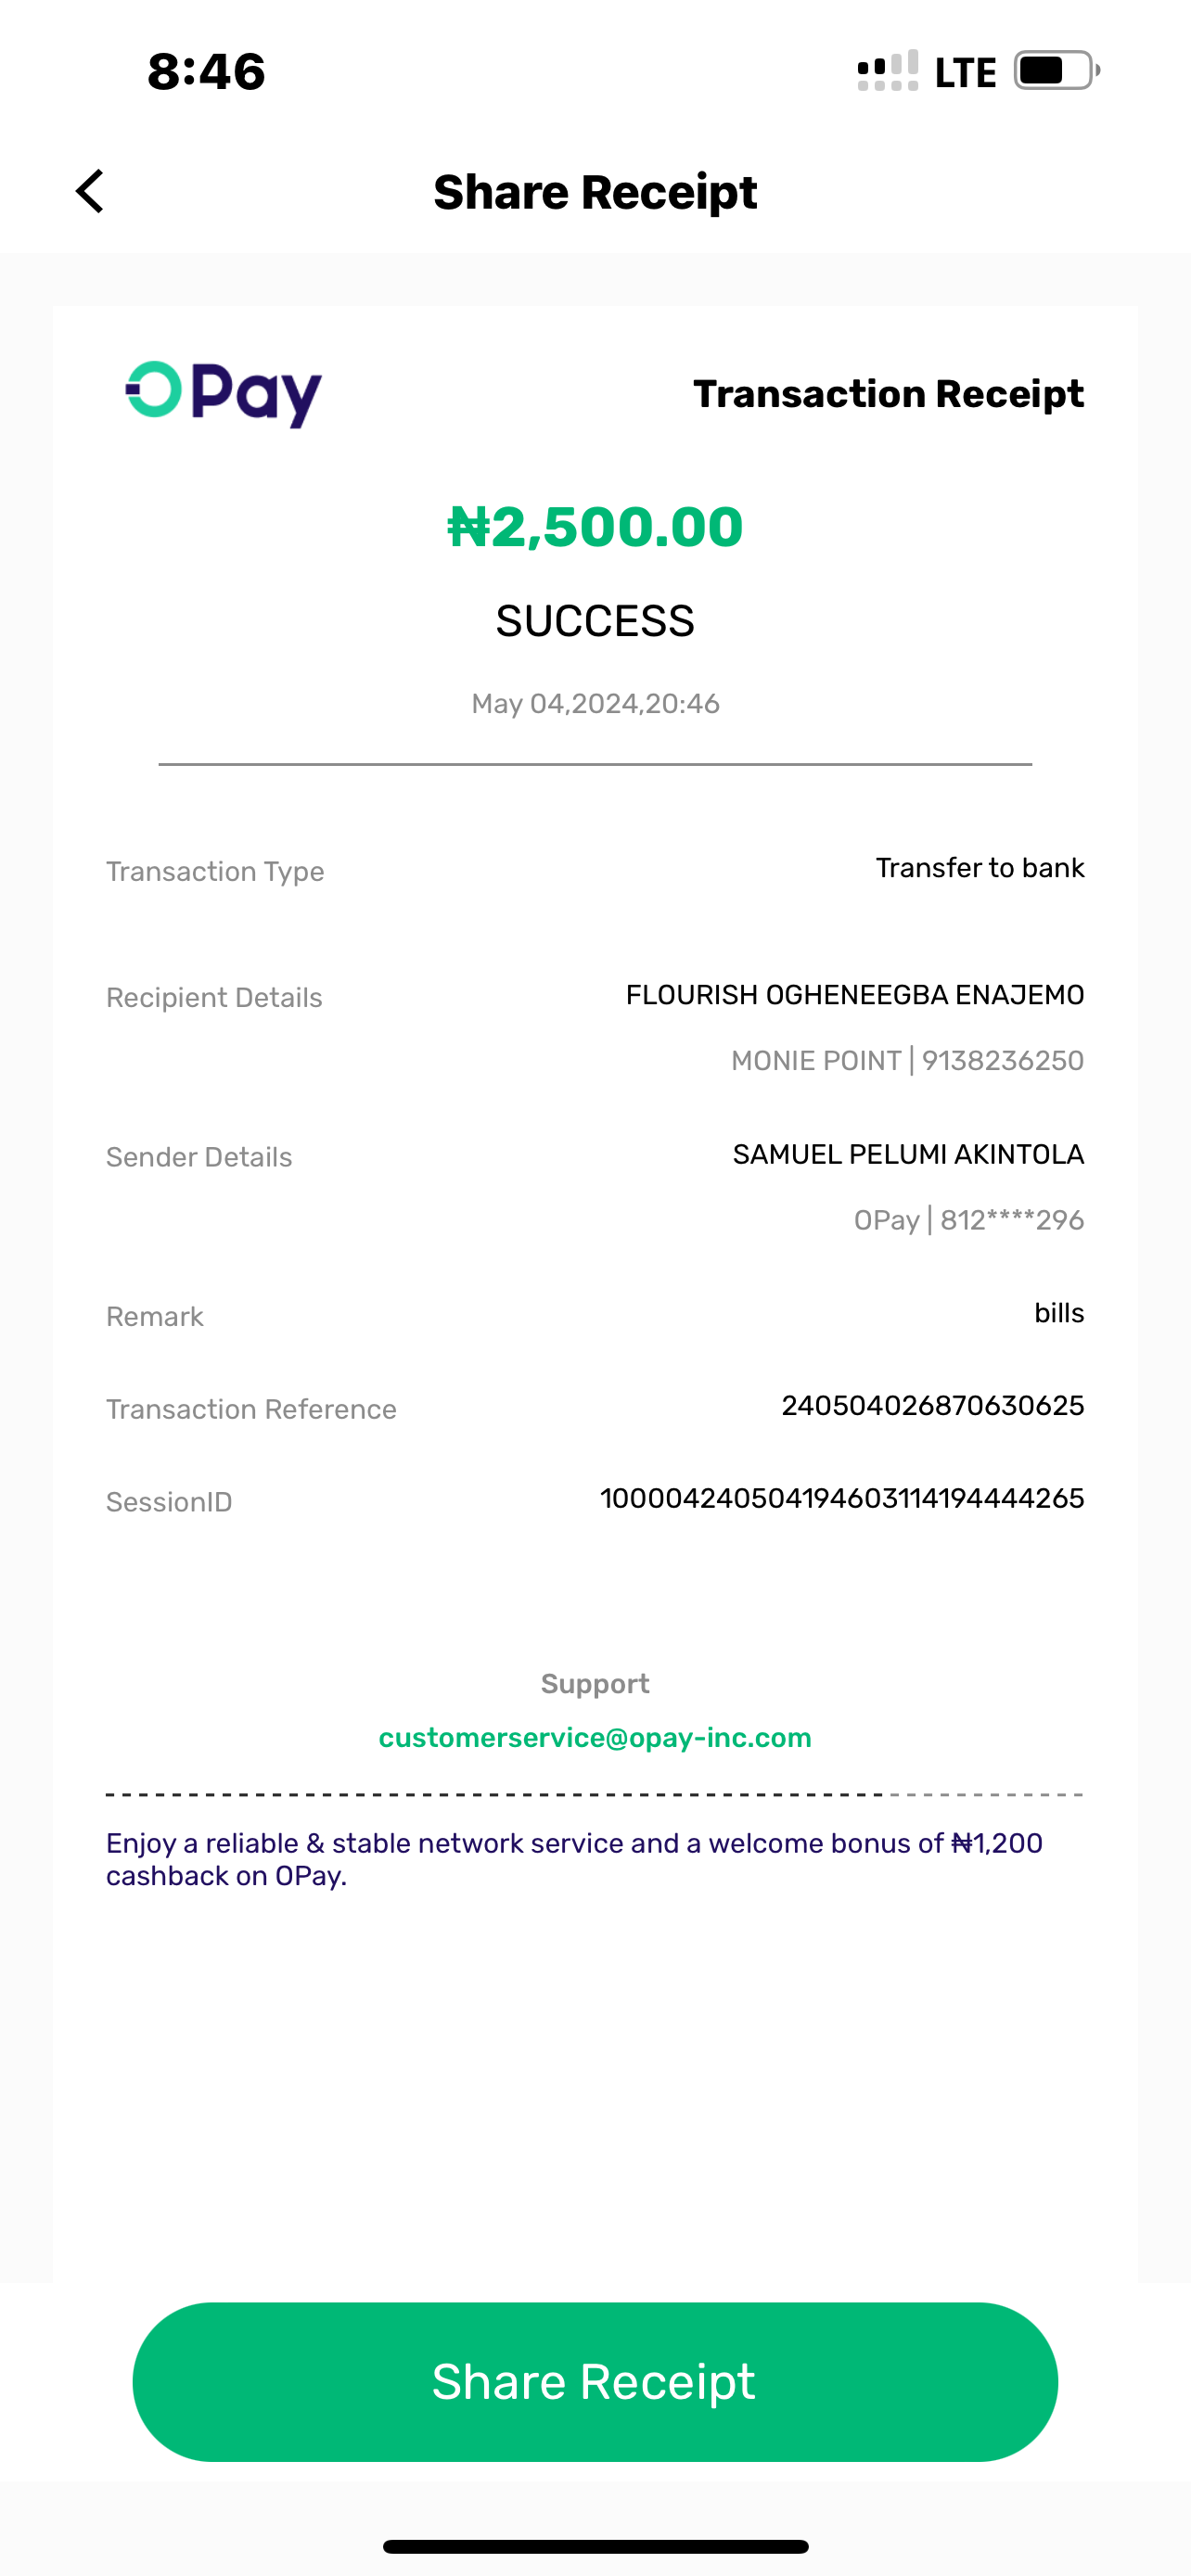 8:46
LTE
Share Receipt
OPay
Transaction Receipt
₦2,500.00
SUCCESS
May 04,2024,20:46
Transaction Type Transfer to bank
Recipient Details FLOURISH OGHENEEGBA ENAJEMO
MONIE POINT | 9138236250
Sender Details SAMUEL PELUMI AKINTOLA
OPay | 812****296
Remark bills
Transaction Reference 240504026870630625
SessionID 100004240504194603114194444265
Support
customerservice@opay-inc.com
Enjoy a reliable & stable network service and a welcome bonus of ₦1,200
cashback on OPay.
Share Receipt